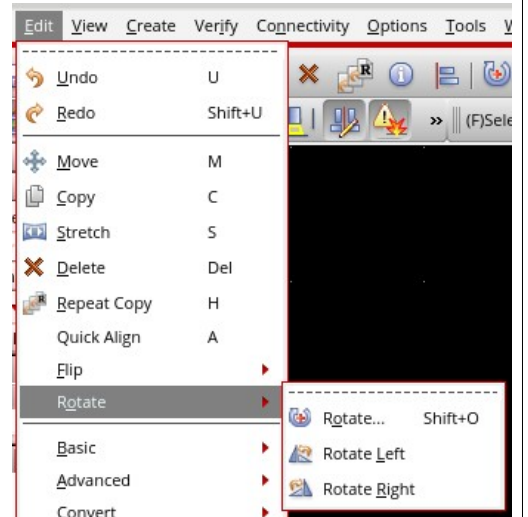 Edit View Create Verify Connectivity Options Tools
Undo U
Redo Shift+U
(F)Sele
Move M
Copy C
Stretch S
Delete Del
R Repeat Copy H
Quick Align A
Flip
Rotate
Rotate... Shift+O
Basic
Rotate Left
Advanced
Rotate Right
Convert